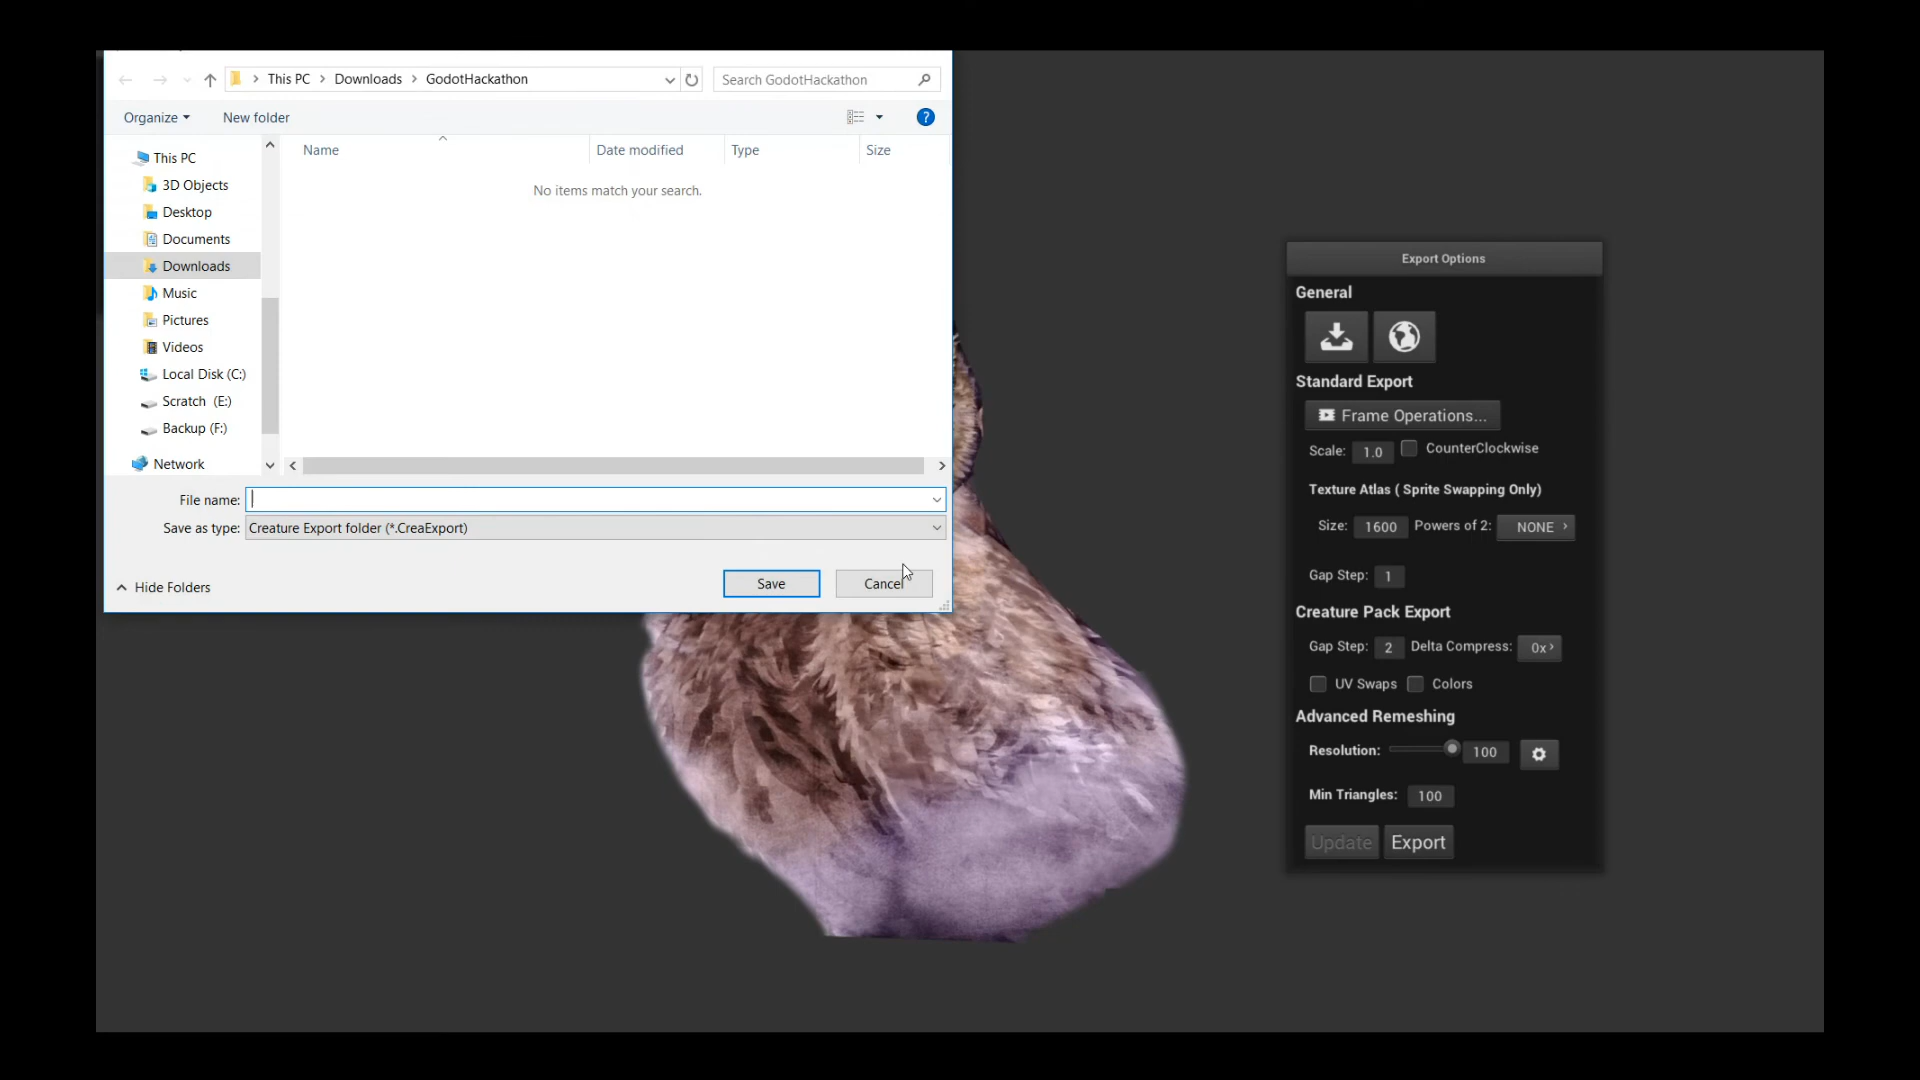 This PC > Downloads > GodotHackathon
Search GodotHackathon
Organize
New folder
?
Name
Date modified
Type
Size
No items match your search.
This PC
3D Objects
Desktop
Documents
Downloads
Music
Pictures
Videos
Local Disk (C:)
Scratch (E:)
Backup (F:)
Network
File name:
Save as type: Creature Export folder (*.CreaExport)
Hide Folders
Save
Cancel
Export Options
General
Standard Export
Frame Operations...
Scale: 1.0 CounterClockwise
Texture Atlas ( Sprite Swapping Only)
Size: 1600 Powers of 2: NONE
Gap Step: 1
Creature Pack Export
Gap Step: 2 Delta Compress: 0x
UV Swaps Colors
Advanced Remeshing
Resolution: 100
Min Triangles: 100
Update Export